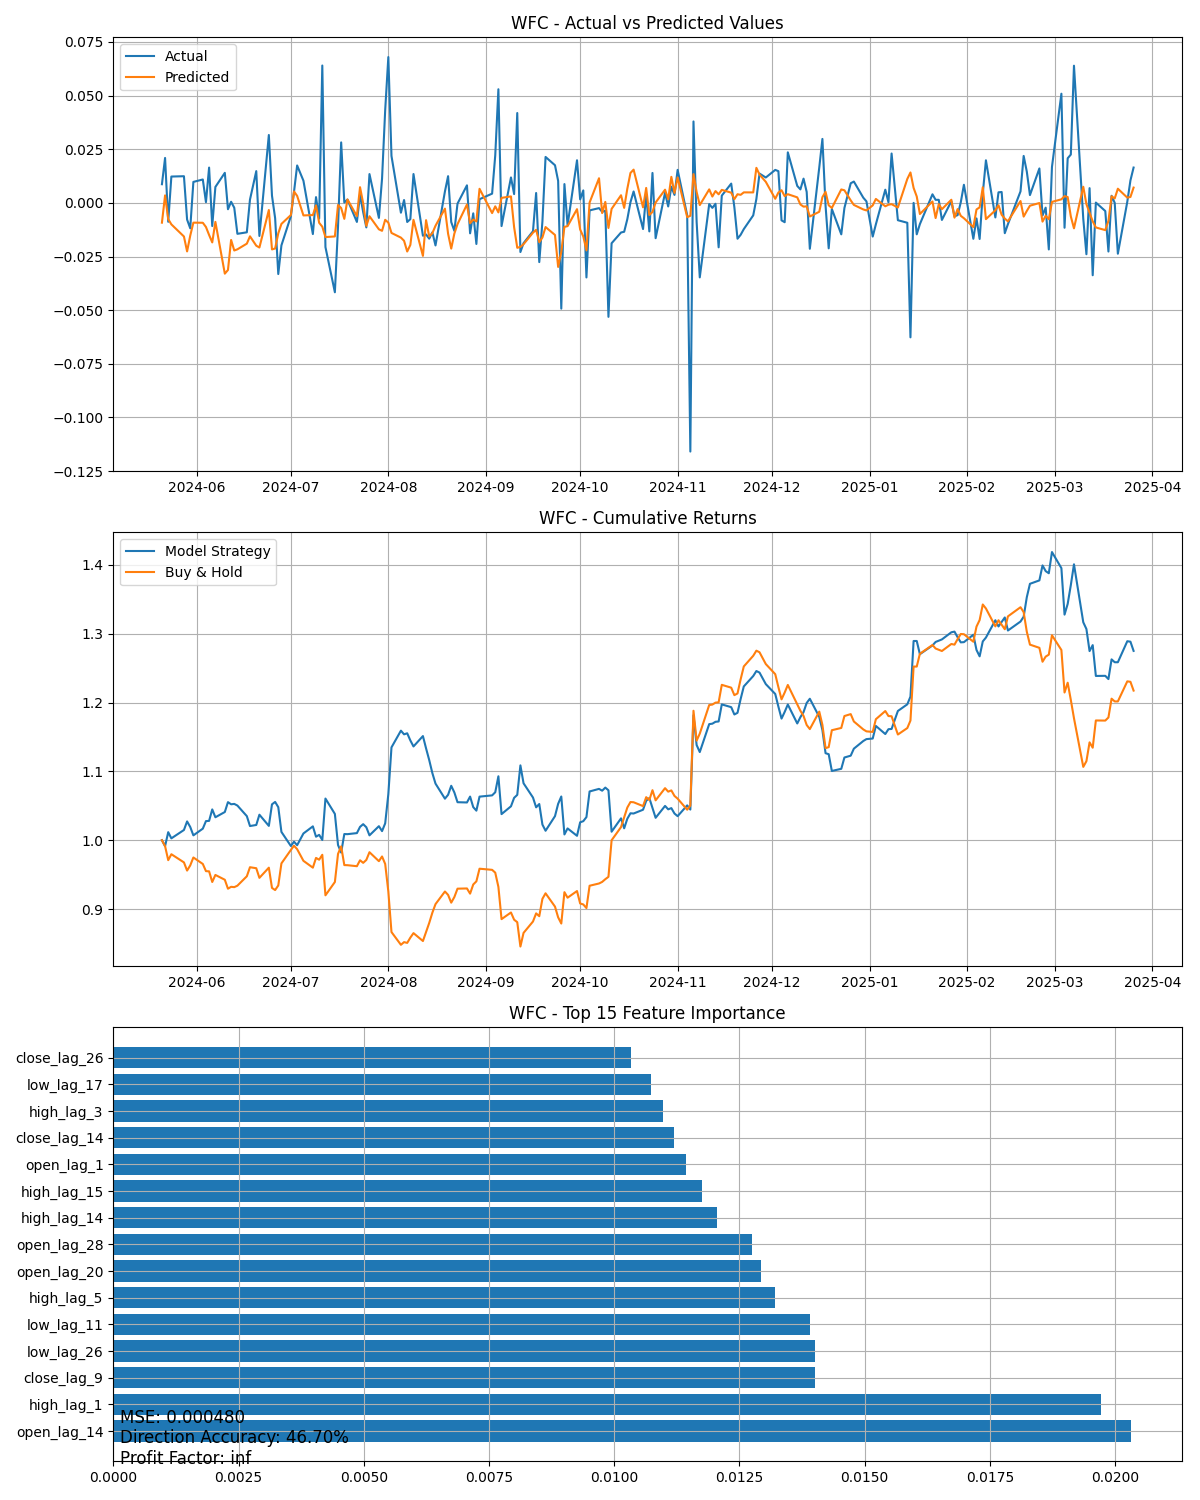 WFC - Actual vs Predicted Values
Actual
Predicted
0.075
0.050
0.025
0.000
−0.025
−0.050
−0.075
−0.100
−0.125
2024-06 2024-07 2024-08 2024-09 2024-10 2024-11 2024-12 2025-01 2025-02 2025-03 2025-04
WFC - Cumulative Returns
Model Strategy
Buy & Hold
1.4
1.3
1.2
1.1
1.0
0.9
2024-06 2024-07 2024-08 2024-09 2024-10 2024-11 2024-12 2025-01 2025-02 2025-03 2025-04
WFC - Top 15 Feature Importance
close_lag_26
low_lag_17
high_lag_3
close_lag_14
open_lag_1
high_lag_15
high_lag_14
open_lag_28
open_lag_20
high_lag_5
low_lag_11
low_lag_26
close_lag_9
high_lag_1
open_lag_14
MSE: 0.000480
Direction Accuracy: 46.70%
Profit Factor: inf
0.0000 0.0025 0.0050 0.0075 0.0100 0.0125 0.0150 0.0175 0.0200